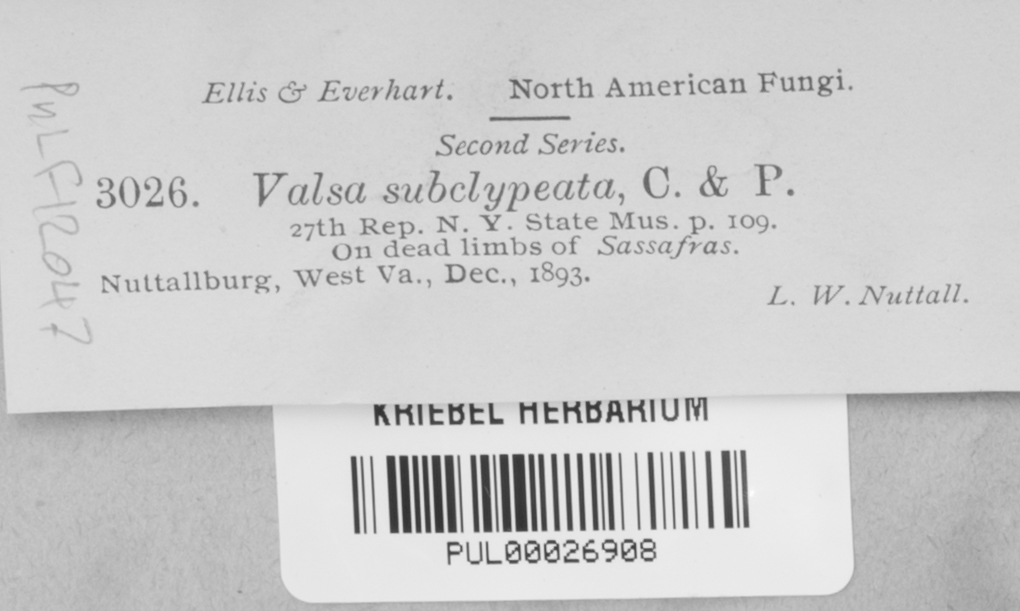 Ellis & Everhart. North American Fungi.
Second Series.
3026. Valsa subclypeata, C. & P.
27th Rep. N. Y. State Mus. p. 109.
On dead limbs of Sassafras.
Nuttallburg, West Va., Dec., 1893.
L. W. Nuttall.
PuLF12047
KRIEBEL HERBARIUM
PUL00026908